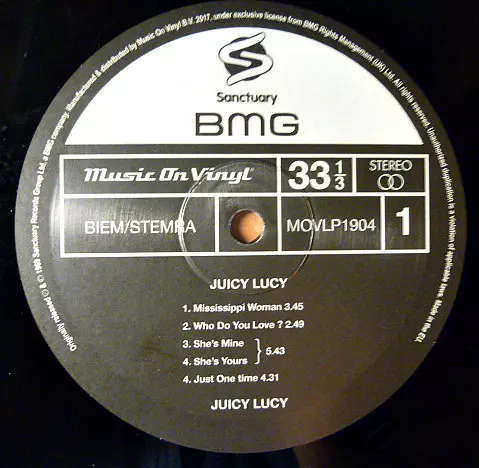 Manufactured & distributed by Music On Vinyl B.V. 2017, under exclusive license from BMG Rights Management (UK) Ltd. All rights reserved. Unauthorized duplication is a violation of applicable laws. Made in the EU.
Originally released ℗ & © 1969 Sanctuary Records Group Ltd. a BMG company.
Sanctuary
BMG
Music On Vinyl
33 1/3
STEREO
BIEM/STEMRA
MOVLP1904
1
JUICY LUCY
1. Mississippi Woman 3.45
2. Who Do You Love ? 2.49
3. She's Mine
4. She's Yours } 5.43
4. Just One time 4.31
JUICY LUCY